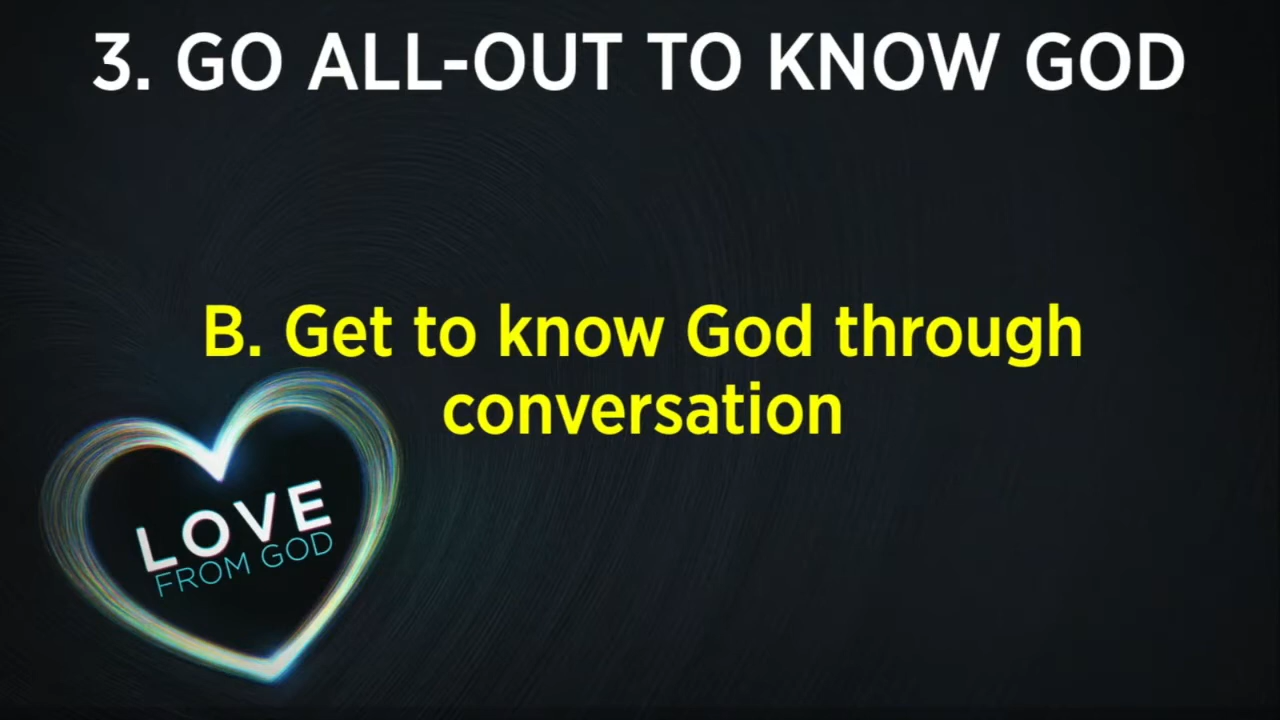 3. GO ALL-OUT TO KNOW GOD
B. Get to know God through
conversation
LOVE
FROM GOD